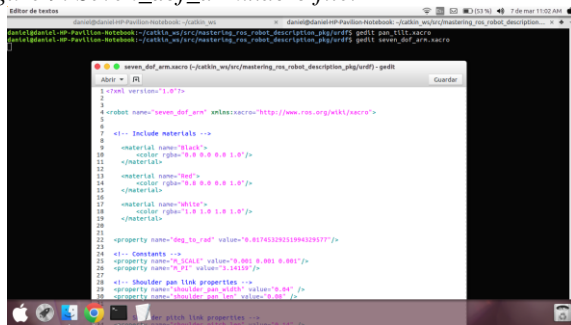 Editor de textos
(53%) 7 de mar 11:02 AM
daniel@daniel-HP-Pavilion-Notebook: ~/catkin_ws
daniel@daniel-HP-Pavilion-Notebook: ~/catkin_ws/src/mastering_ros_robot_description...
daniel@daniel-HP-Pavilion-Notebook:~/catkin_ws/src/mastering_ros_robot_description_pkg/urdf$ gedit pan_tilt.xacro
daniel@daniel-HP-Pavilion-Notebook:~/catkin_ws/src/mastering_ros_robot_description_pkg/urdf$ gedit seven_dof_arm.xacro
seven_dof_arm.xacro (~/catkin_ws/src/mastering_ros_robot_description_pkg/urdf) - gedit
Abrir Guardar
1 <?xml version="1.0"?>
2
3
4 <robot name="seven_dof_arm" xmlns:xacro="http://www.ros.org/wiki/xacro">
5
6
7 <!-- Include materials -->
8
9 <material name="Black">
10 <color rgba="0.0 0.0 0.0 1.0"/>
11 </material>
12
13 <material name="Red">
14 <color rgba="0.8 0.0 0.0 1.0"/>
15 </material>
16
17 <material name="White">
18 <color rgba="1.0 1.0 1.0 1.0"/>
19 </material>
20
21
22 <property name="deg_to_rad" value="0.01745329251994329577"/>
23
24 <!-- Constants -->
25 <property name="M_SCALE" value="0.001 0.001 0.001"/>
26 <property name="M_PI" value="3.14159"/>
27
28 <!-- Shoulder pan link properties -->
29 <property name="shoulder_pan_width" value="0.04" />
30 <property name="shoulder_pan_len" value="0.08" />
pitch link properties -->